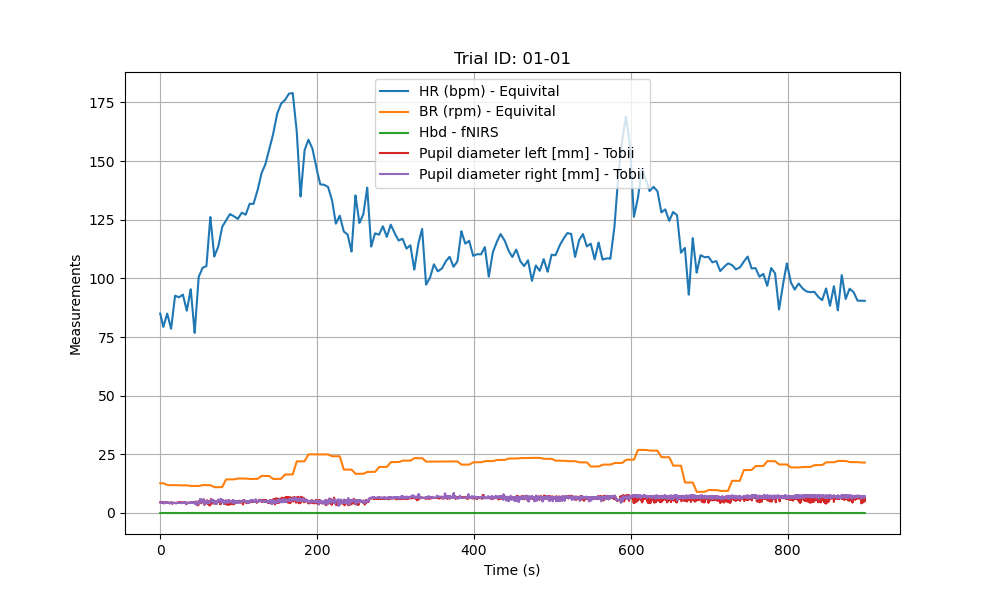 Trial ID: 01-01
HR (bpm) - Equivital
BR (rpm) - Equivital
Hbd - fNIRS
Pupil diameter left [mm] - Tobii
Pupil diameter right [mm] - Tobii
Measurements
175
150
125
100
75
50
25
0
0 200 400 600 800
Time (s)